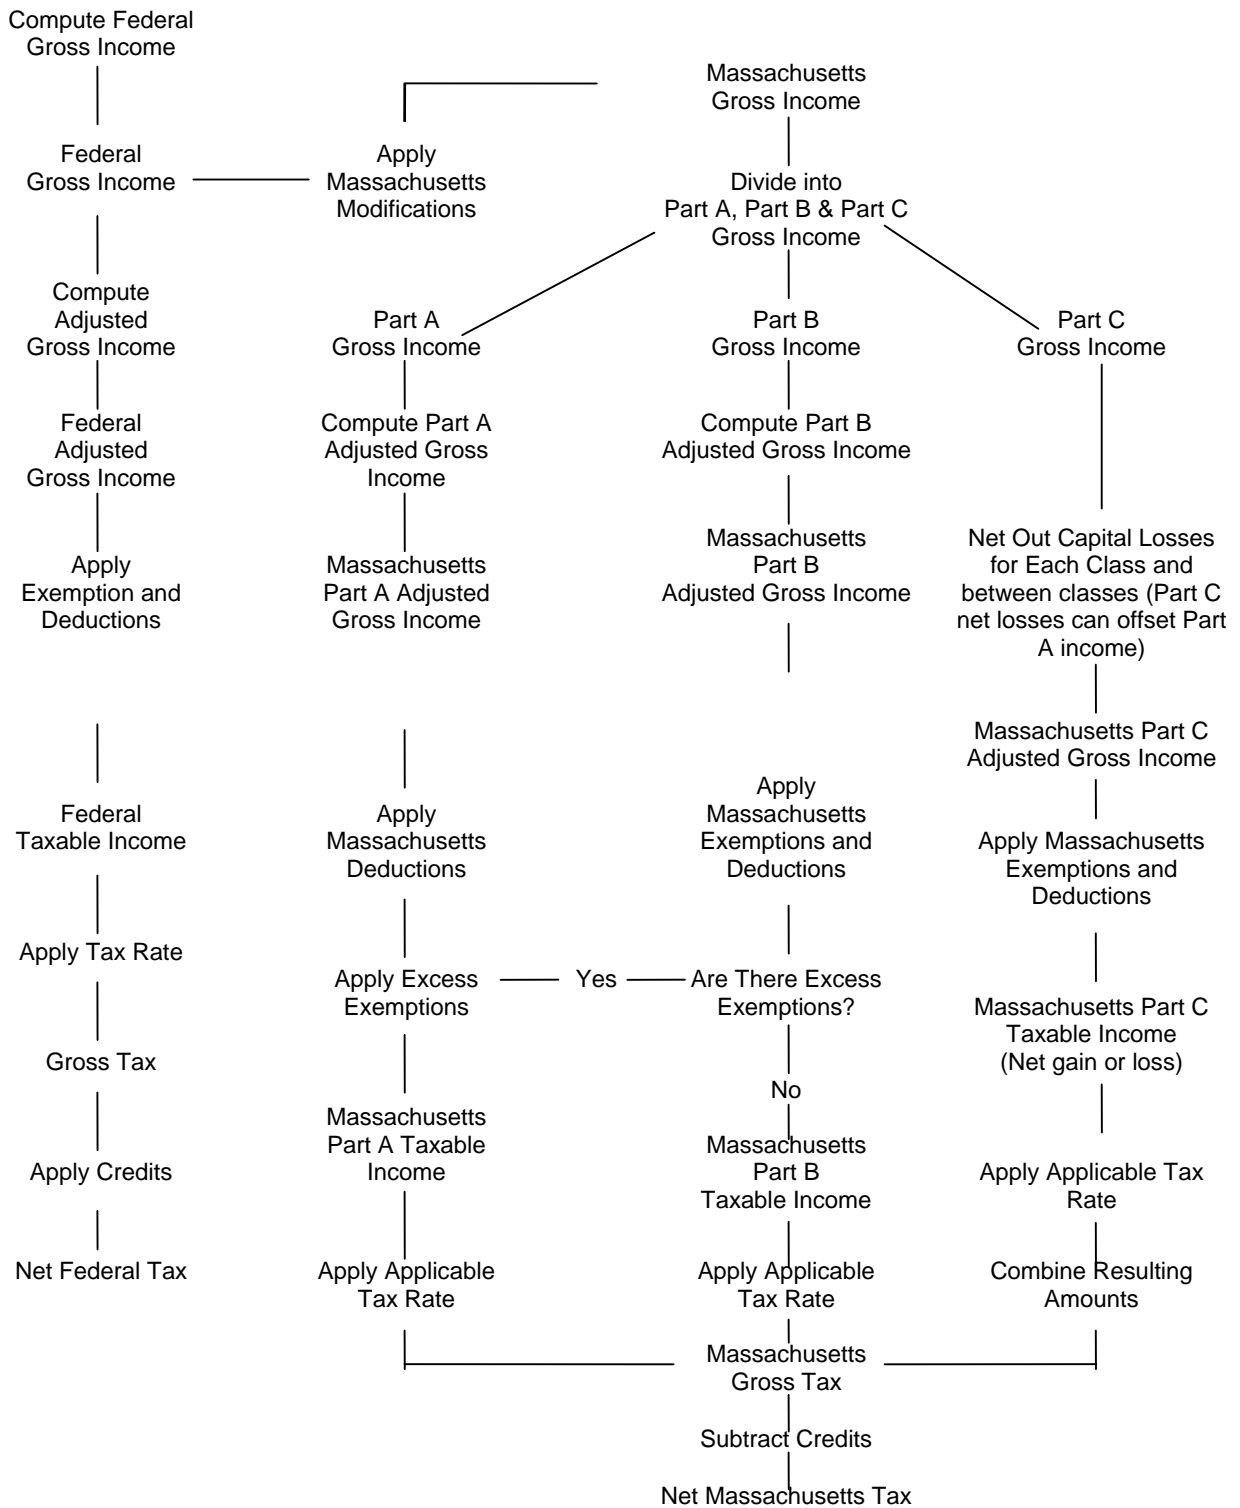 Compute Federal
Gross Income
Massachusetts
Gross Income
Federal
Gross Income
Apply
Massachusetts
Modifications
Divide into
Part A, Part B & Part C
Gross Income
Compute
Adjusted
Gross Income
Part A
Gross Income
Part B
Gross Income
Part C
Gross Income
Federal
Adjusted
Gross Income
Compute Part A
Adjusted Gross
Income
Compute Part B
Adjusted Gross Income
Apply
Exemption and
Deductions
Massachusetts
Part A Adjusted
Gross Income
Massachusetts
Part B
Adjusted Gross Income
Net Out Capital Losses
for Each Class and
between classes (Part C
net losses can offset Part
A income)
Massachusetts Part C
Adjusted Gross Income
Federal
Taxable Income
Apply
Massachusetts
Deductions
Apply
Massachusetts
Exemptions and
Deductions
Apply Massachusetts
Exemptions and
Deductions
Apply Tax Rate
Apply Excess
Exemptions
Yes
Are There Excess
Exemptions?
Massachusetts Part C
Taxable Income
(Net gain or loss)
Gross Tax
No
Massachusetts
Part A Taxable
Income
Massachusetts
Part B
Taxable Income
Apply Credits
Apply Applicable Tax
Rate
Net Federal Tax
Apply Applicable
Tax Rate
Apply Applicable
Tax Rate
Combine Resulting
Amounts
Massachusetts
Gross Tax
Subtract Credits
Net Massachusetts Tax